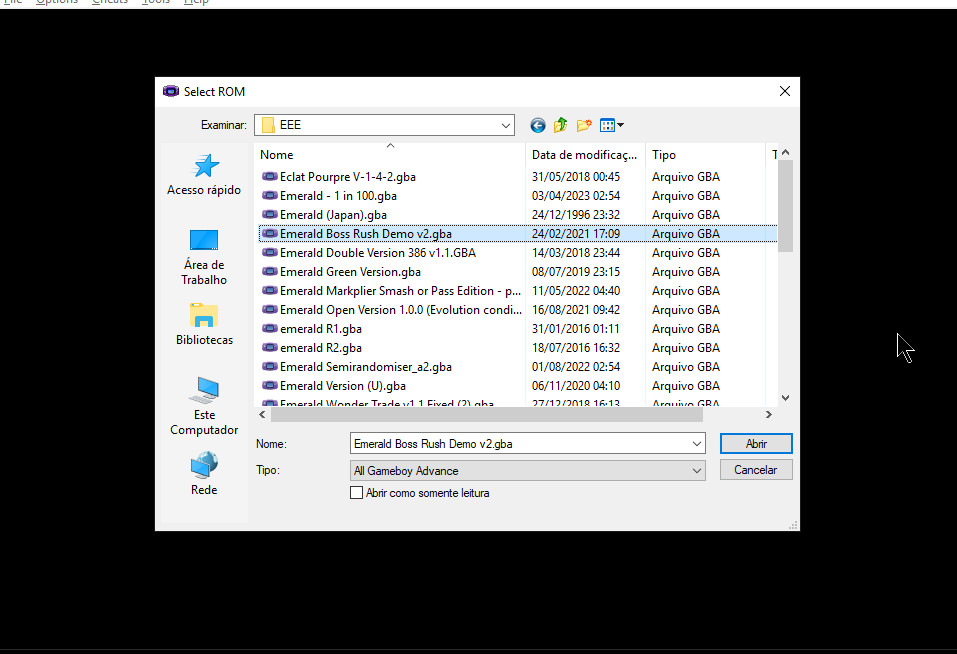 File Options Cheats Tools Help
Select ROM
Examinar: EEE
Nome Data de modificaç... Tipo T
Acesso rápido
Área de
Trabalho
Bibliotecas
Este
Computador
Rede
Eclat Pourpre V-1-4-2.gba 31/05/2018 00:45 Arquivo GBA
Emerald - 1 in 100.gba 03/04/2023 02:54 Arquivo GBA
Emerald (Japan).gba 24/12/1996 23:32 Arquivo GBA
Emerald Boss Rush Demo v2.gba 24/02/2021 17:09 Arquivo GBA
Emerald Double Version 386 v1.1.GBA 14/03/2018 23:44 Arquivo GBA
Emerald Green Version.gba 08/07/2019 23:15 Arquivo GBA
Emerald Markplier Smash or Pass Edition - p... 11/05/2022 04:40 Arquivo GBA
Emerald Open Version 1.0.0 (Evolution condi... 16/08/2021 09:42 Arquivo GBA
emerald R1.gba 31/01/2016 01:11 Arquivo GBA
emerald R2.gba 18/07/2016 16:32 Arquivo GBA
Emerald Semirandomiser_a2.gba 01/08/2022 02:54 Arquivo GBA
Emerald Version (U).gba 06/11/2020 04:10 Arquivo GBA
Emerald Wonder Trade v1.1 Fixed (2).gba 27/12/2018 16:13 Arquivo GBA
Nome: Emerald Boss Rush Demo v2.gba Abrir
Tipo: All Gameboy Advance Cancelar
Abrir como somente leitura